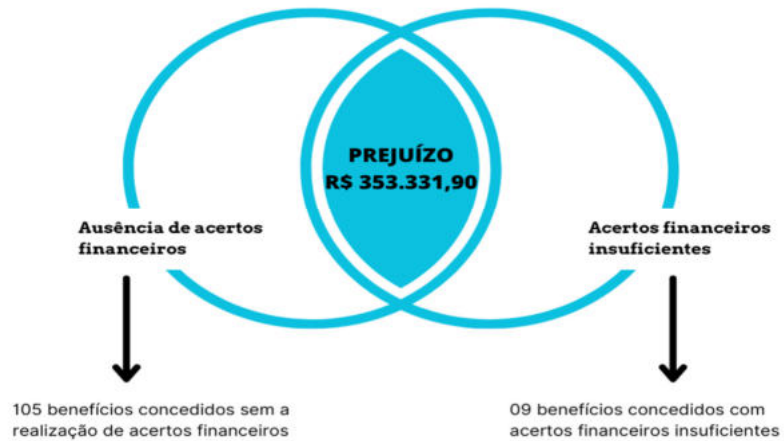 PREJUÍZO
R$ 353.331,90
Ausência de acertos
financeiros
Acertos financeiros
insuficientes
105 benefícios concedidos sem a
realização de acertos financeiros
09 benefícios concedidos com
acertos financeiros insuficientes